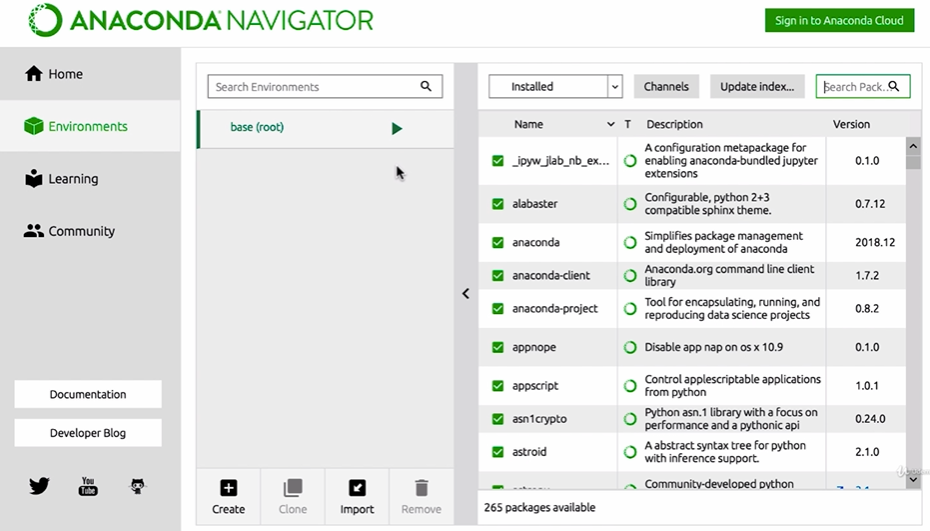 ANACONDA NAVIGATOR
Sign in to Anaconda Cloud
Home
Environments
Learning
Community
Documentation
Developer Blog
You
Tube
Search Environments
base (root)
Create
Clone
Import
Remove
Installed
Channels
Update index...
Search Pack...
Name T Description Version
_ipyw_jlab_nb_ex... A configuration metapackage for
enabling anaconda-bundled jupyter
extensions 0.1.0
alabaster Configurable, python 2+3
compatible sphinx theme. 0.7.12
anaconda Simplifies package management
and deployment of anaconda 2018.12
anaconda-client Anaconda.org command line client
library 1.7.2
anaconda-project Tool for encapsulating, running, and
reproducing data science projects 0.8.2
appnope Disable app nap on os x 10.9 0.1.0
appscript Control applescriptable applications
from python 1.0.1
asn1crypto Python asn.1 library with a focus on
performance and a pythonic api 0.24.0
astroid A abstract syntax tree for python
with inference support. 2.1.0
Community-developed python
265 packages available